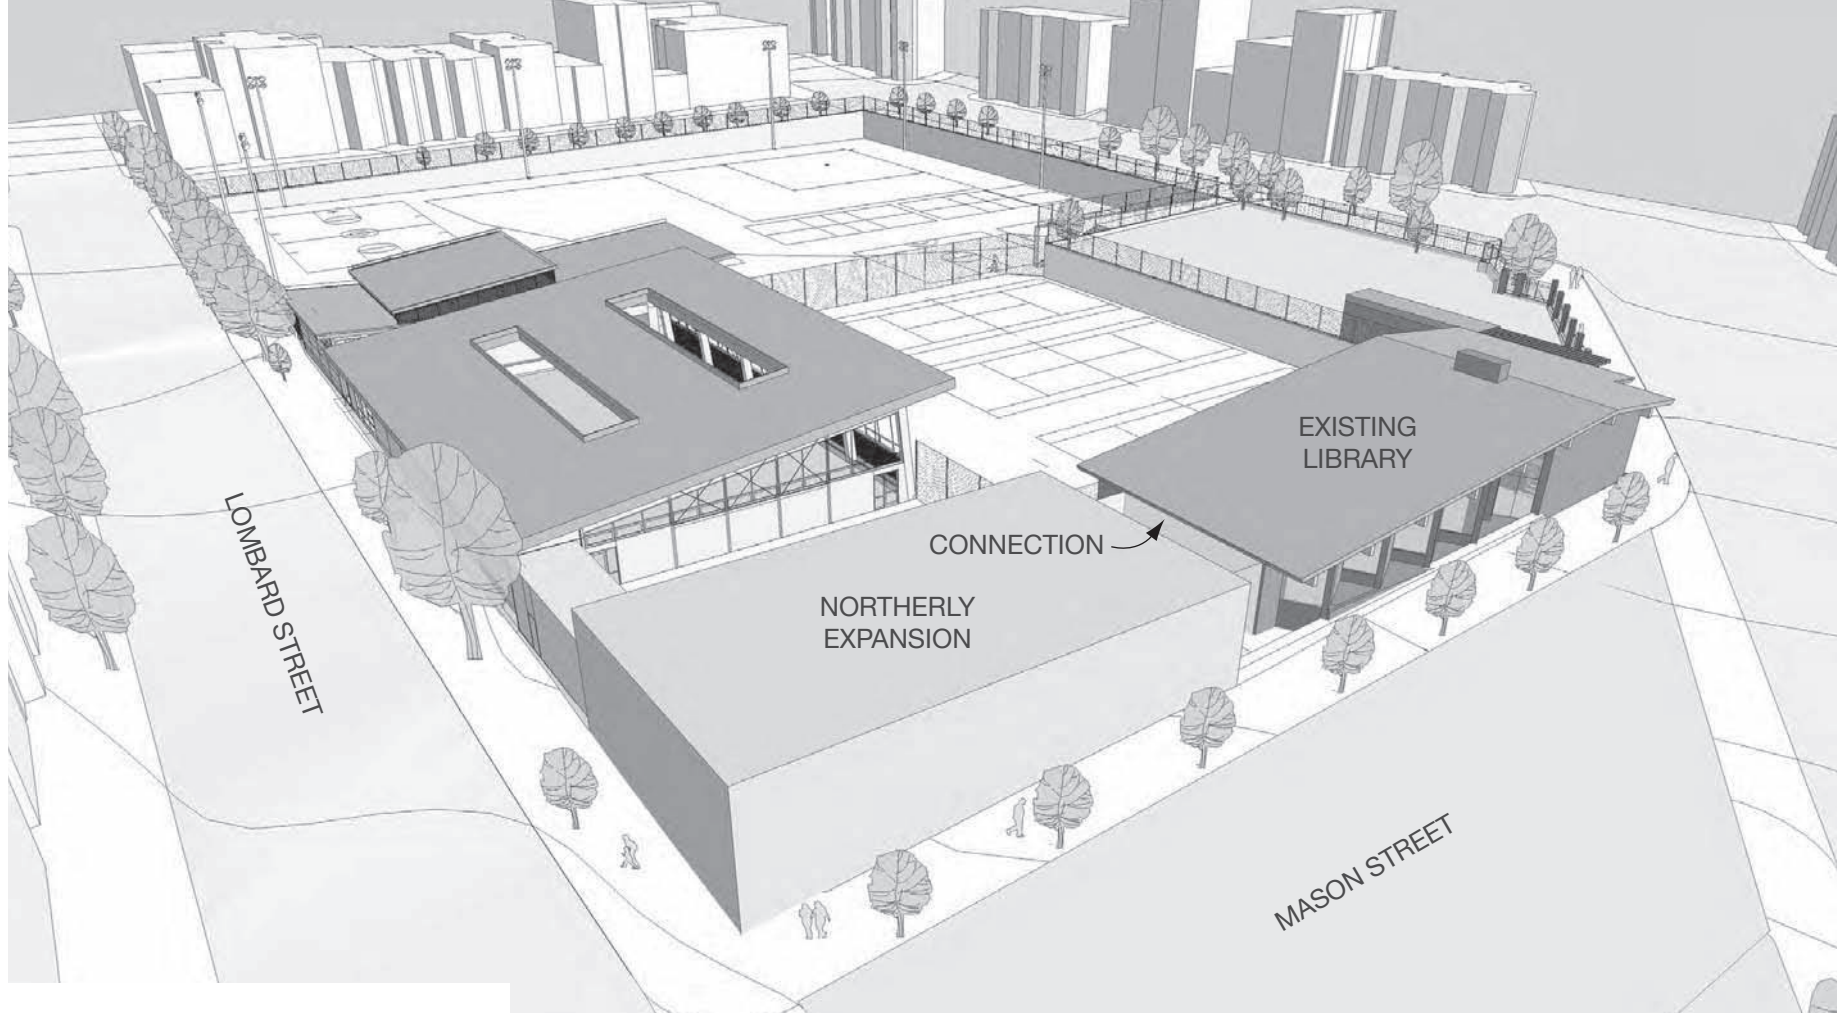 EXISTING
LIBRARY
CONNECTION
NORTHERLY
EXPANSION
LOMBARD STREET
MASON STREET